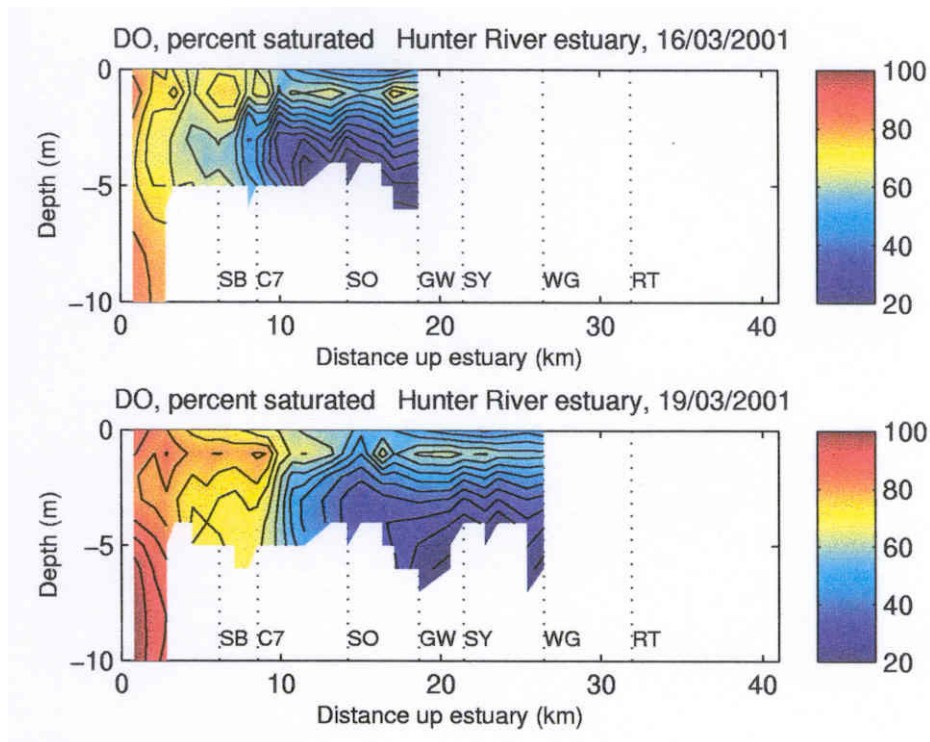 DO, percent saturated Hunter River estuary, 16/03/2001
0
−5
−10
Depth (m)
SB C7 SO GW SY WG RT
0 10 20 30 40
Distance up estuary (km)
100
80
60
40
20
DO, percent saturated Hunter River estuary, 19/03/2001
0
−5
−10
Depth (m)
SB C7 SO GW SY WG RT
0 10 20 30 40
Distance up estuary (km)
100
80
60
40
20